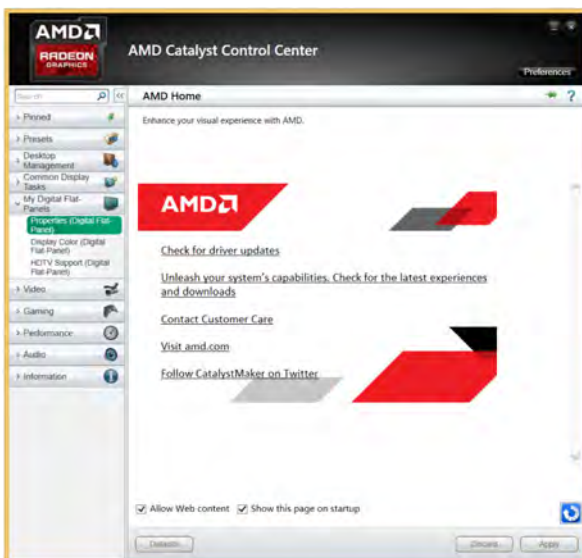 AMD
RADEON
GRAPHICS
AMD Catalyst Control Center
Preferences
Search
AMD Home
Pinned
Enhance your visual experience with AMD.
Presets
Desktop
Management
Common Display
Tasks
My Digital Flat-
Panels
Properties (Digital Flat-
Panel)
Display Color (Digital
Flat-Panel)
HDTV Support (Digital
Flat-Panel)
Video
Gaming
Performance
Audio
Information
AMD
Check for driver updates
Unleash your system's capabilities. Check for the latest experiences
and downloads
Contact Customer Care
Visit amd.com
Follow CatalystMaker on Twitter
Allow Web content
Show this page on startup
Defaults
Discard
Apply